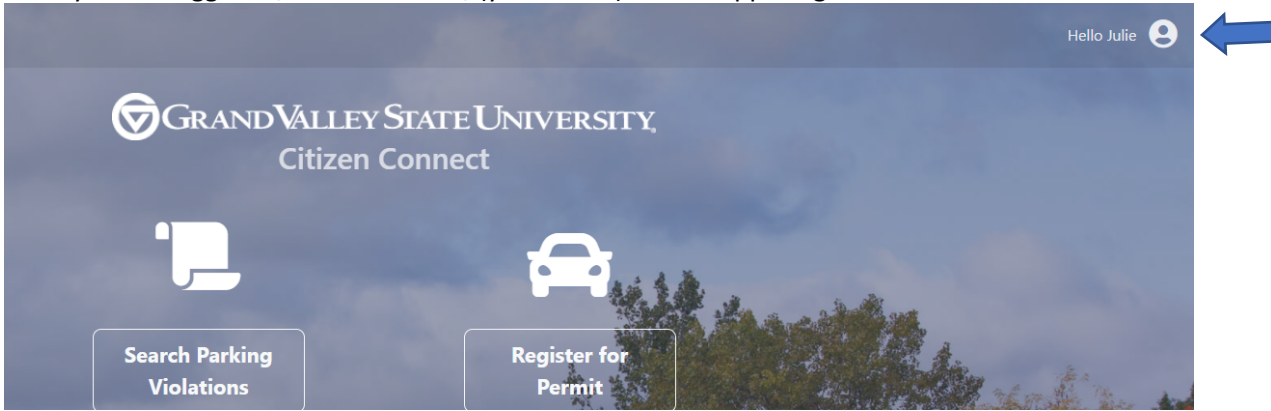 Hello Julie
GRAND VALLEY STATE UNIVERSITY
Citizen Connect
Search Parking
Violations
Register for
Permit